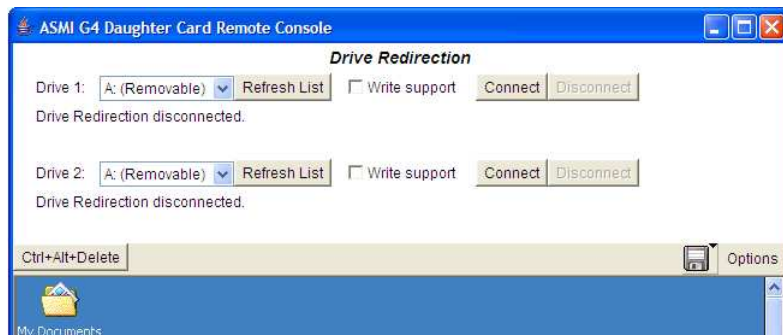 ASMI G4 Daughter Card Remote Console
Drive Redirection
Drive 1: A: (Removable) Refresh List Write support Connect Disconnect
Drive Redirection disconnected.
Drive 2: A: (Removable) Refresh List Write support Connect Disconnect
Drive Redirection disconnected.
Ctrl+Alt+Delete Options
My Documents